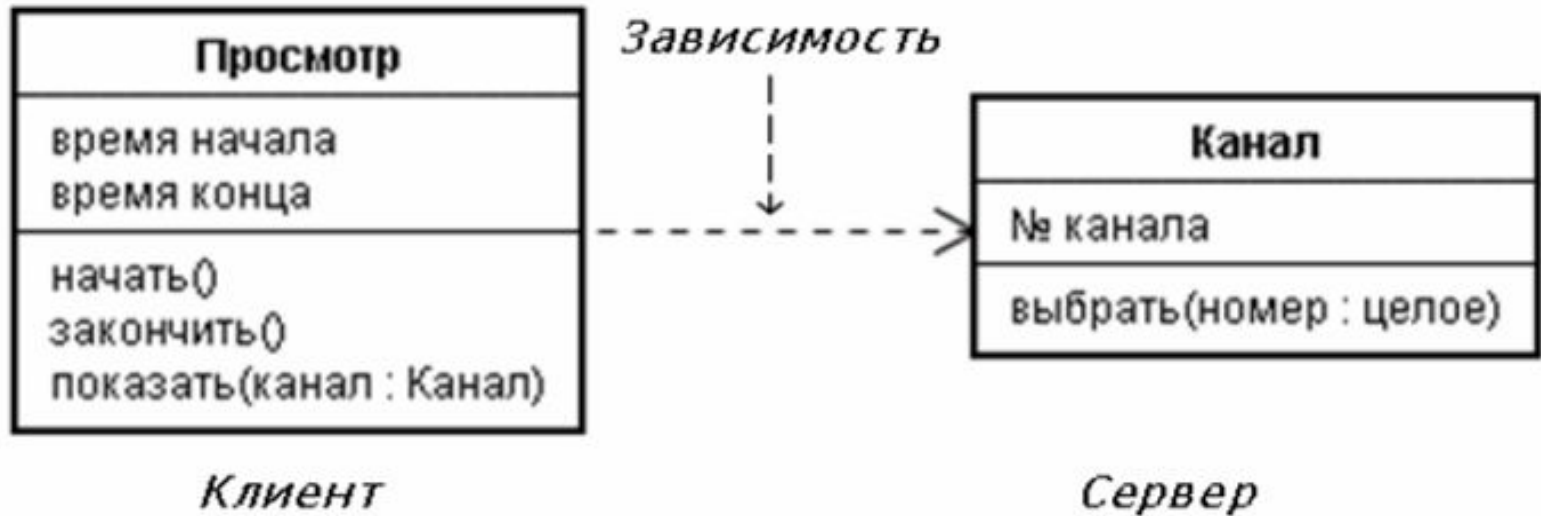 Просмотр
время начала
время конца
начать()
закончить()
показать(канал : Канал)
Клиент
Зависимость
Канал
№ канала
выбрать(номер : целое)
Сервер